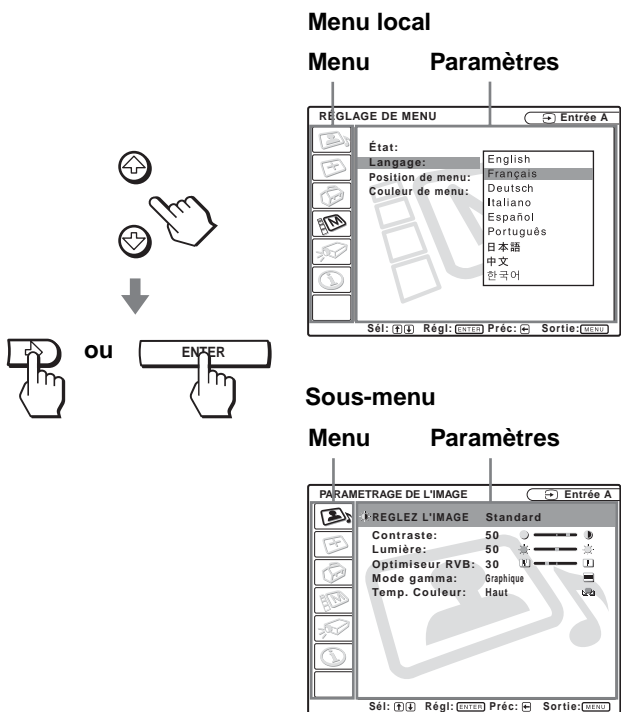 Menu local
Menu Paramètres
RÉGLAGE DE MENU Entrée A
État:
Langage:
Position de menu:
Couleur de menu:
English
Français
Deutsch
Italiano
Español
Português
日本語
中文
한국어
M
Sél: Régl: ENTER Préc: Sortie: MENU
ou ENTER
Sous-menu
Menu Paramètres
PARAMETRAGE DE L'IMAGE Entrée A
REGLEZ L'IMAGE Standard
Contraste: 50
Lumière: 50
Optimiseur RVB: 30
Mode gamma: Graphique
Temp. Couleur: Haut
Sél: Régl: ENTER Préc: Sortie: MENU